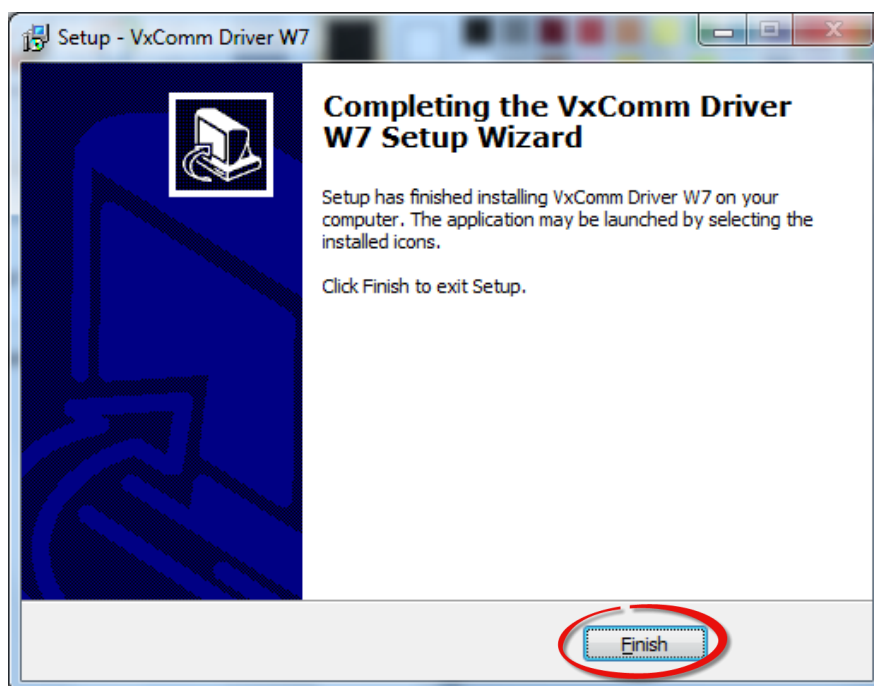 Setup - VxComm Driver W7
Completing the VxComm Driver
W7 Setup Wizard
Setup has finished installing VxComm Driver W7 on your
computer. The application may be launched by selecting the
installed icons.
Click Finish to exit Setup.
Finish